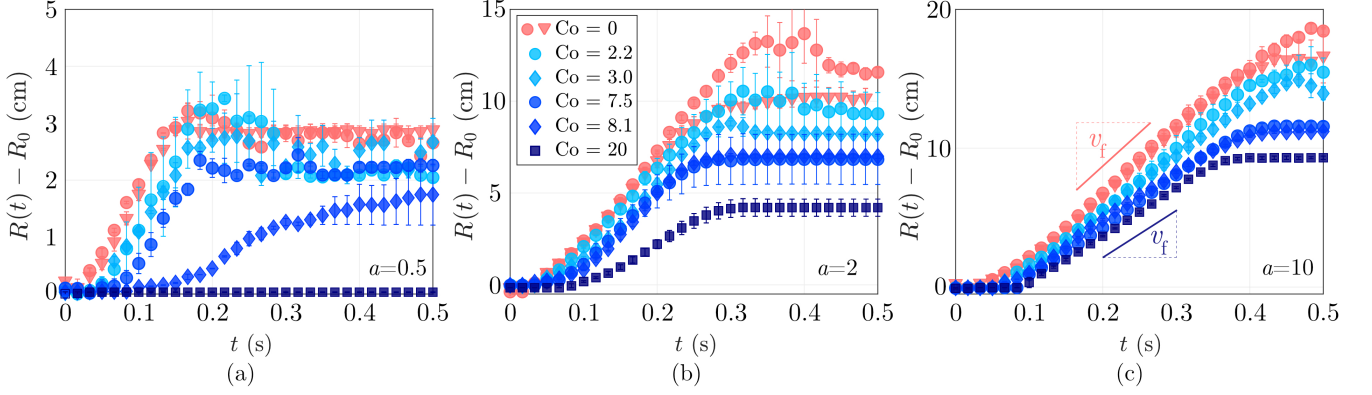 5
4
3
2
1
0
R(t) − R₀ (cm)
0 0.1 0.2 0.3 0.4 0.5
t (s)
a=0.5
(a)
15
10
5
0
R(t) − R₀ (cm)
Co = 0
Co = 2.2
Co = 3.0
Co = 7.5
Co = 8.1
Co = 20
0 0.1 0.2 0.3 0.4 0.5
t (s)
a=2
(b)
20
10
0
R(t) − R₀ (cm)
v_f
v_f
0 0.1 0.2 0.3 0.4 0.5
t (s)
a=10
(c)